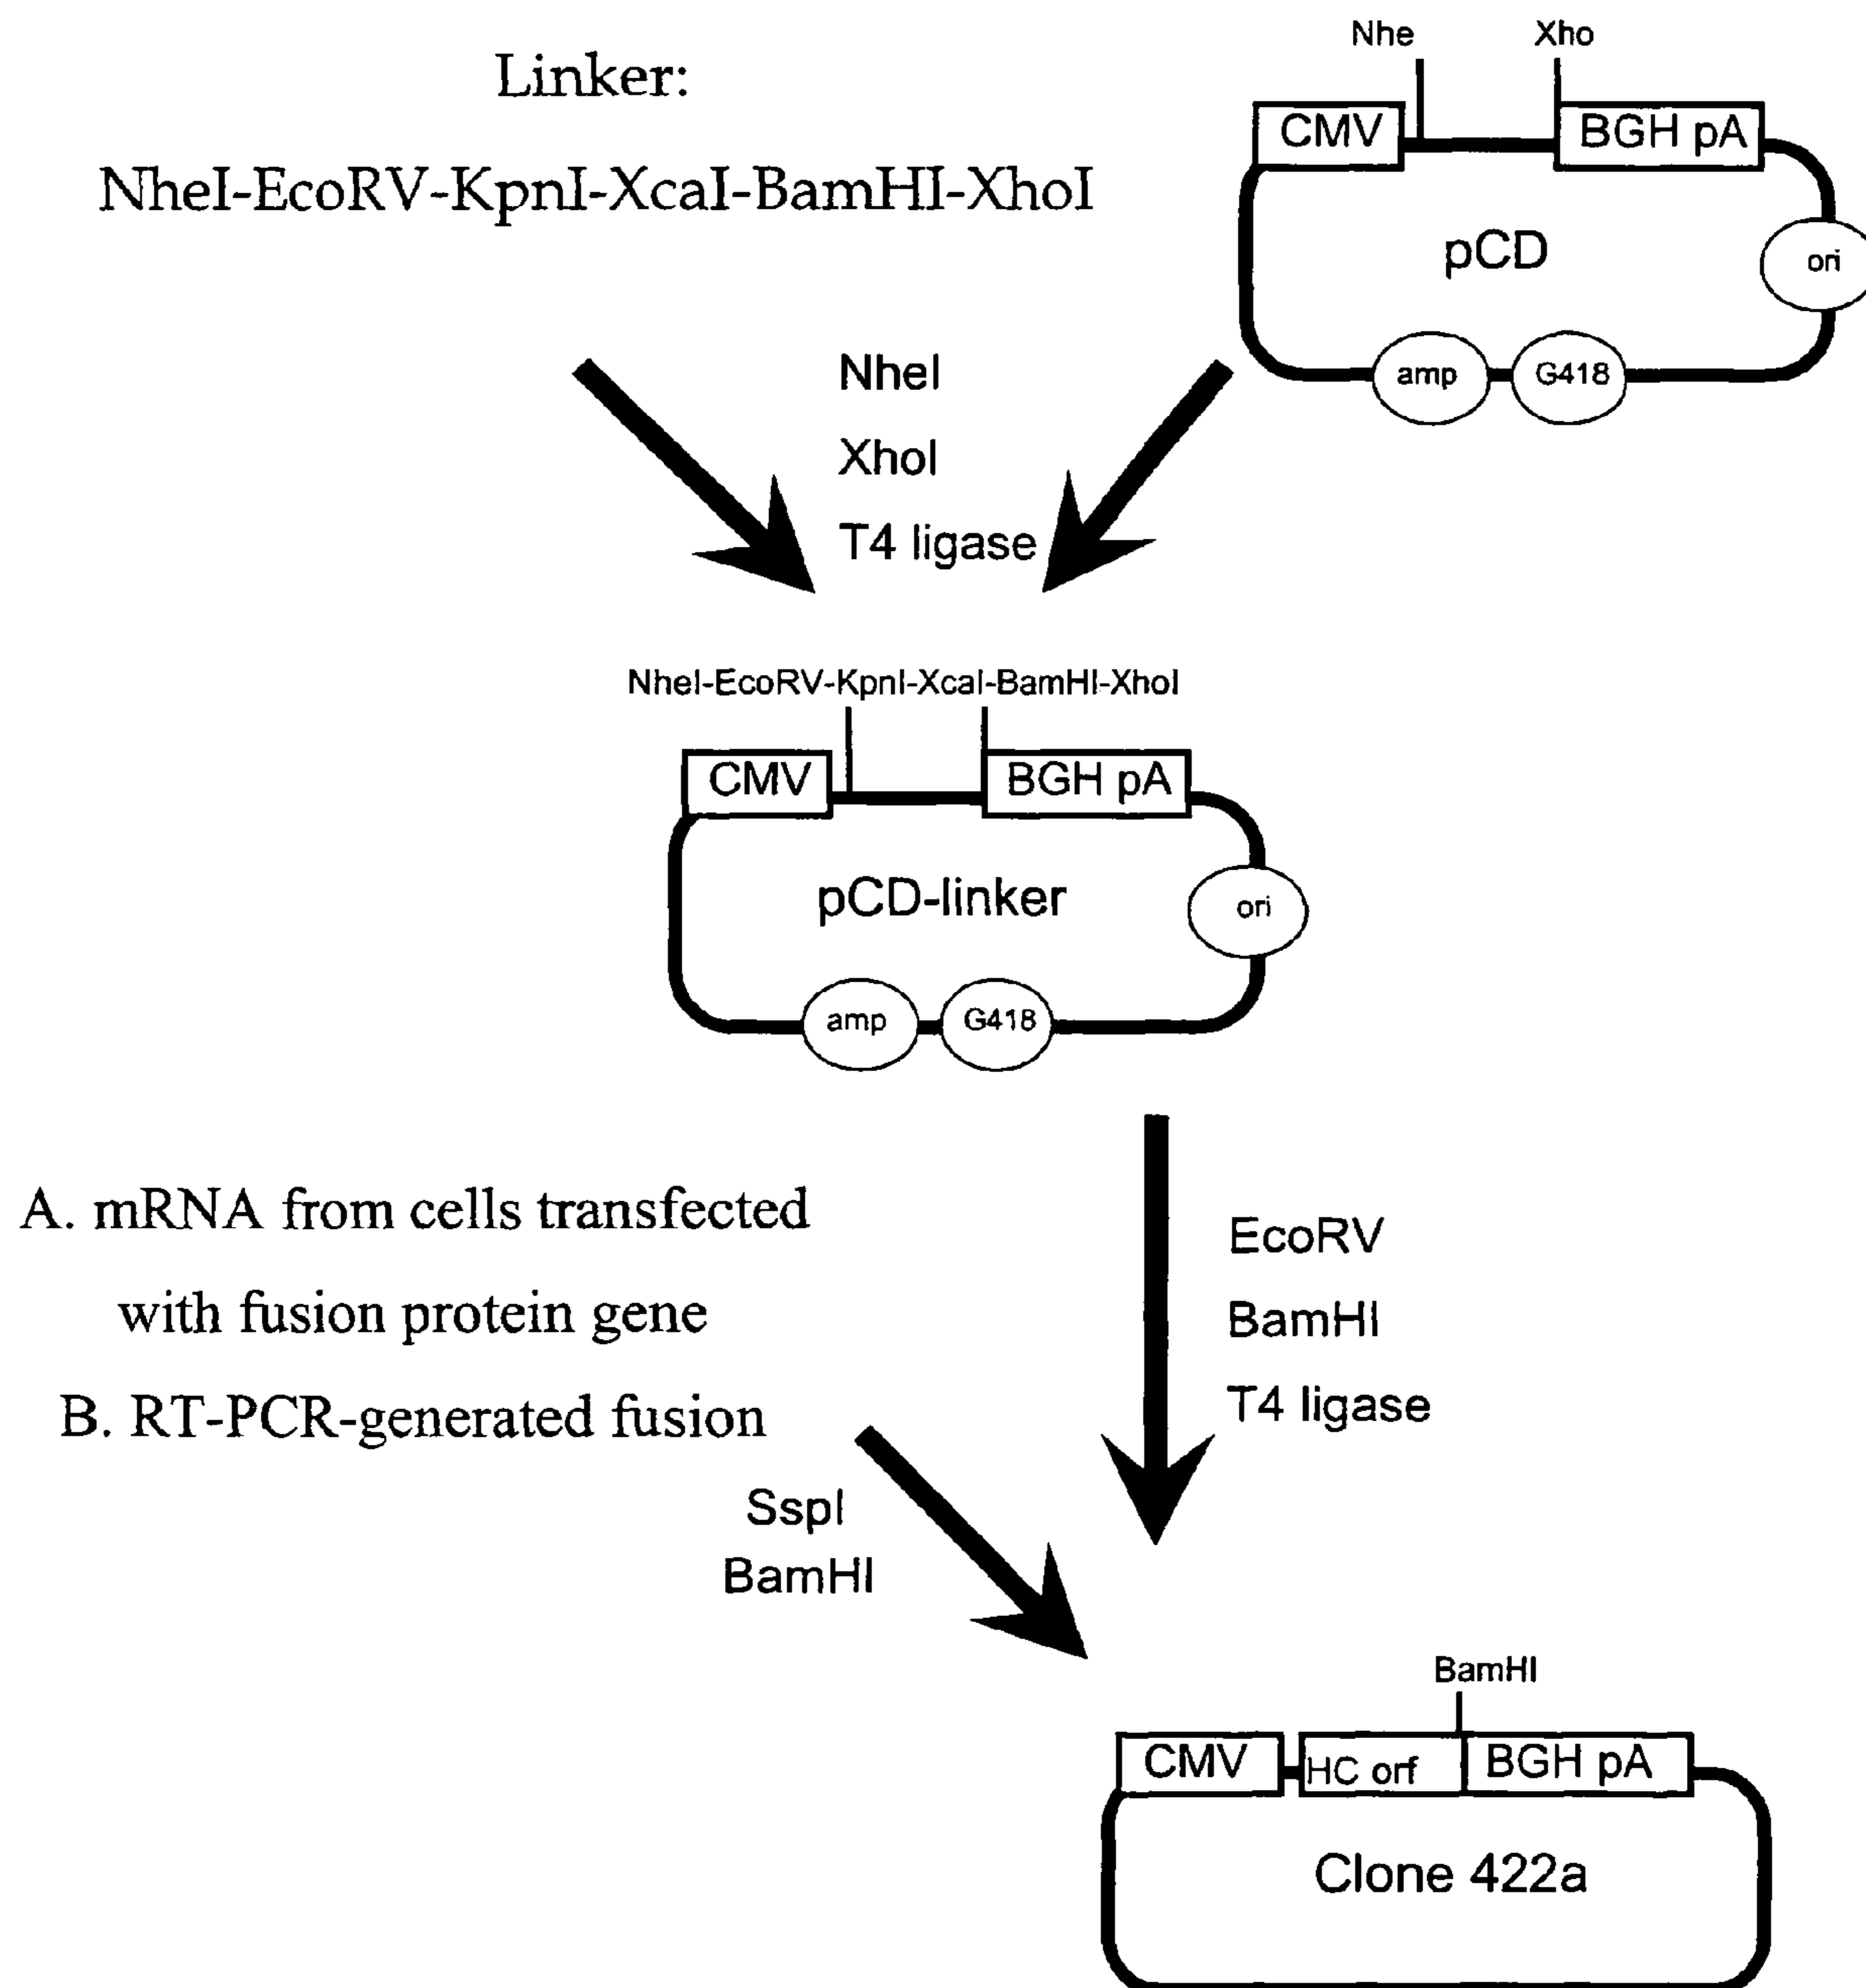 Linker:
NheI-EcoRV-KpnI-XcaI-BamHI-XhoI
Nhe
Xho
CMV
BGH pA
pCD
ori
amp
G418
NheI
XhoI
T4 ligase
NheI-EcoRV-KpnI-XcaI-BamHI-XhoI
CMV
BGH pA
pCD-linker
ori
amp
G418
A. mRNA from cells transfected
with fusion protein gene
B. RT-PCR-generated fusion
EcoRV
BamHI
T4 ligase
SspI
BamHI
BamHI
CMV
HC orf
BGH pA
Clone 422a